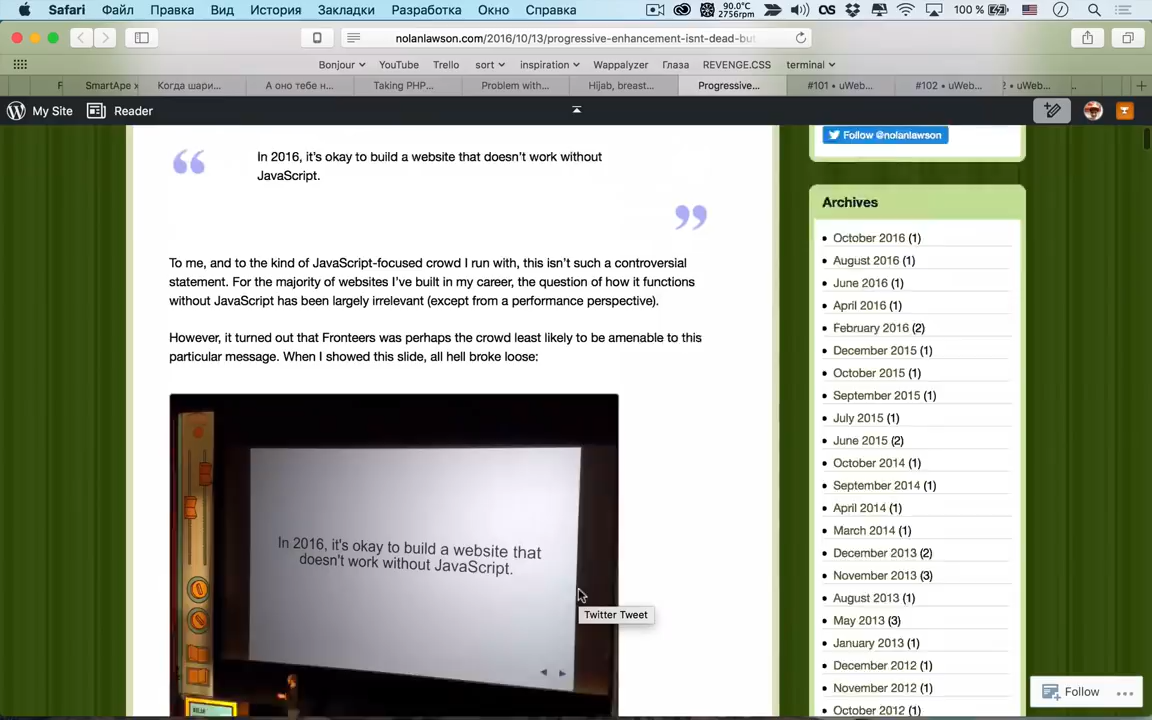 Safari Файл Правка Вид История Закладки Разработка Окно Справка 90.0°C 2756rpm 100 %
nolanlawson.com/2016/10/13/progressive-enhancement-isnt-dead-but
Bonjour YouTube Trello sort inspiration Wappalyzer Глаза REVENGE.CSS terminal
SmartApe Когда шари... А оно тебе н... Taking PHP... Problem with... Hijab, breast... Progressive... #101 • uWeb... #102 • uWeb... 2 • uWeb...
My Site Reader
Follow @nolanlawson
In 2016, it’s okay to build a website that doesn’t work without
JavaScript.
To me, and to the kind of JavaScript-focused crowd I run with, this isn’t such a controversial
statement. For the majority of websites I’ve built in my career, the question of how it functions
without JavaScript has been largely irrelevant (except from a performance perspective).
However, it turned out that Fronteers was perhaps the crowd least likely to be amenable to this
particular message. When I showed this slide, all hell broke loose:
In 2016, it's okay to build a website that
doesn't work without JavaScript.
Twitter Tweet
Archives
October 2016 (1)
August 2016 (1)
June 2016 (1)
April 2016 (1)
February 2016 (2)
December 2015 (1)
October 2015 (1)
September 2015 (1)
July 2015 (1)
June 2015 (2)
October 2014 (1)
September 2014 (1)
April 2014 (1)
March 2014 (1)
December 2013 (2)
November 2013 (3)
August 2013 (1)
May 2013 (3)
January 2013 (1)
December 2012 (1)
November 2012 (1)
October 2012 (1)
Follow